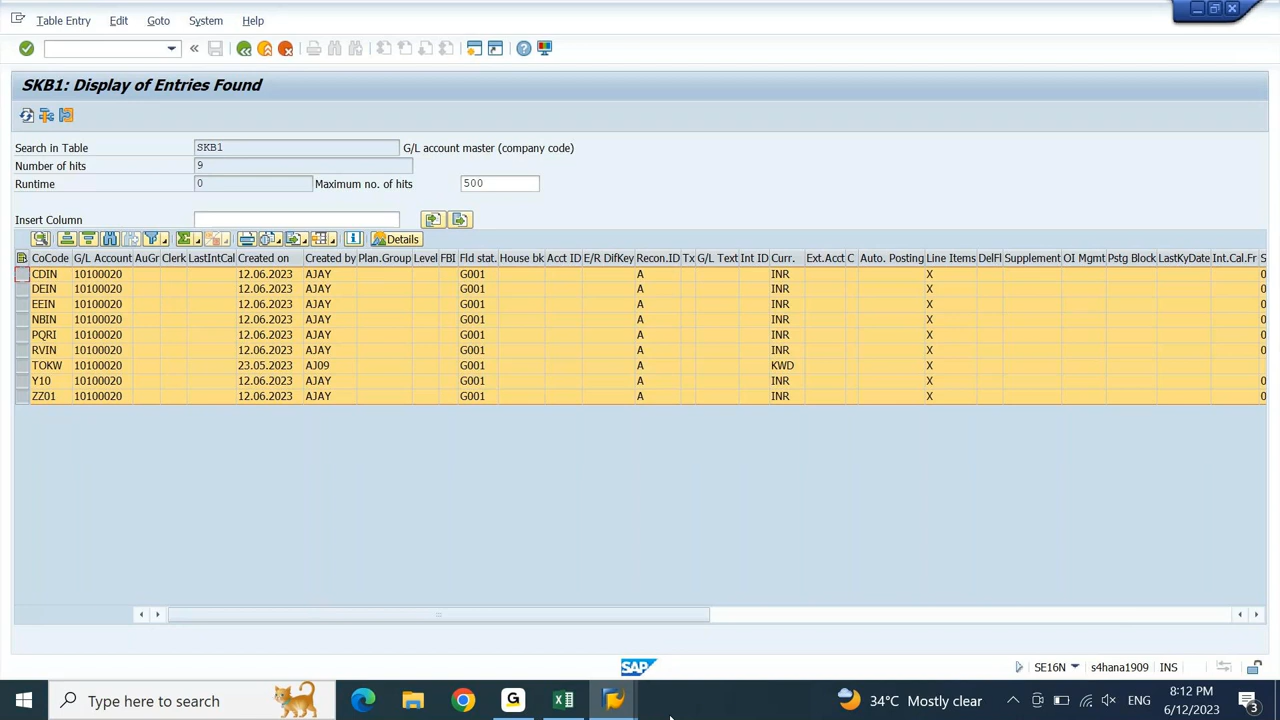 Table Entry Edit Goto System Help
SKB1: Display of Entries Found
Search in Table SKB1 G/L account master (company code)
Number of hits 9
Runtime 0 Maximum no. of hits 500
Insert Column
Details
CoCode G/L Account AuGr Clerk LastIntCal Created on Created by Plan.Group Level FBI Fld stat. House bk Acct ID E/R DifKey Recon.ID Tx G/L Text Int ID Curr. Ext.Acct C Auto. Posting Line Items DelFl Supplement OI Mgmt Pstg Block LastKyDate Int.Cal.Fr S
CDIN 10100020 12.06.2023 AJAY G001 A INR X 0
DEIN 10100020 12.06.2023 AJAY G001 A INR X 0
EEIN 10100020 12.06.2023 AJAY G001 A INR X 0
NBIN 10100020 12.06.2023 AJAY G001 A INR X 0
PQRI 10100020 12.06.2023 AJAY G001 A INR X 0
RVIN 10100020 12.06.2023 AJAY G001 A INR X 0
TOKW 10100020 23.05.2023 AJ09 G001 A KWD X
Y10 10100020 12.06.2023 AJAY G001 A INR X 0
ZZ01 10100020 12.06.2023 AJAY G001 A INR X 0
SAP SE16N s4hana1909 INS
Type here to search 34°C Mostly clear ENG 8:12 PM
6/12/2023 3